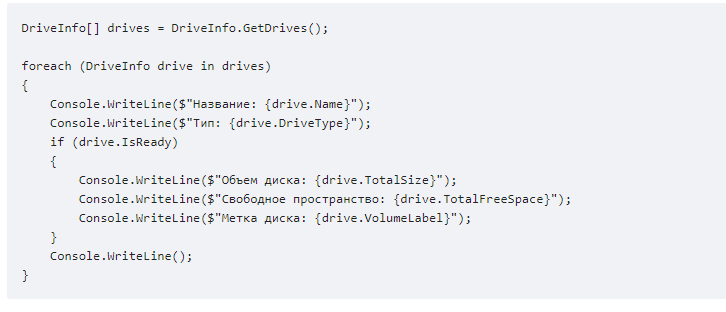 DriveInfo[] drives = DriveInfo.GetDrives();

foreach (DriveInfo drive in drives)
{
    Console.WriteLine($"Название: {drive.Name}");
    Console.WriteLine($"Тип: {drive.DriveType}");
    if (drive.IsReady)
    {
        Console.WriteLine($"Объем диска: {drive.TotalSize}");
        Console.WriteLine($"Свободное пространство: {drive.TotalFreeSpace}");
        Console.WriteLine($"Метка диска: {drive.VolumeLabel}");
    }
    Console.WriteLine();
}